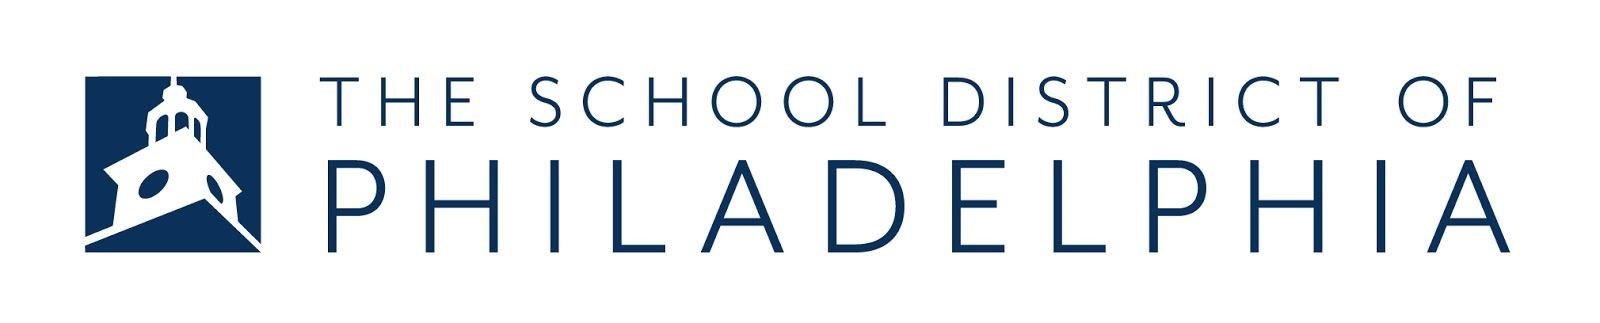 THE SCHOOL DISTRICT OF
PHILADELPHIA